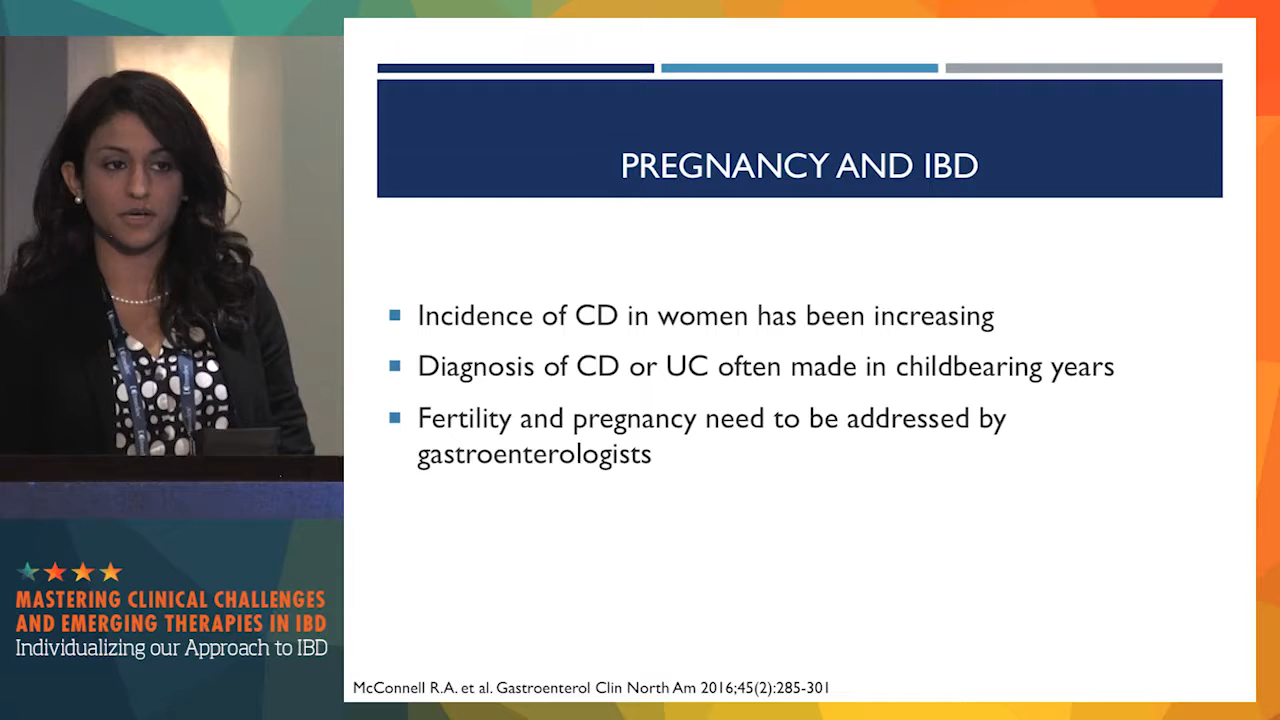 PREGNANCY AND IBD
Incidence of CD in women has been increasing
Diagnosis of CD or UC often made in childbearing years
Fertility and pregnancy need to be addressed by
gastroenterologists
McConnell R.A. et al. Gastroenterol Clin North Am 2016;45(2):285-301
MASTERING CLINICAL CHALLENGES
AND EMERGING THERAPIES IN IBD
Individualizing our Approach to IBD